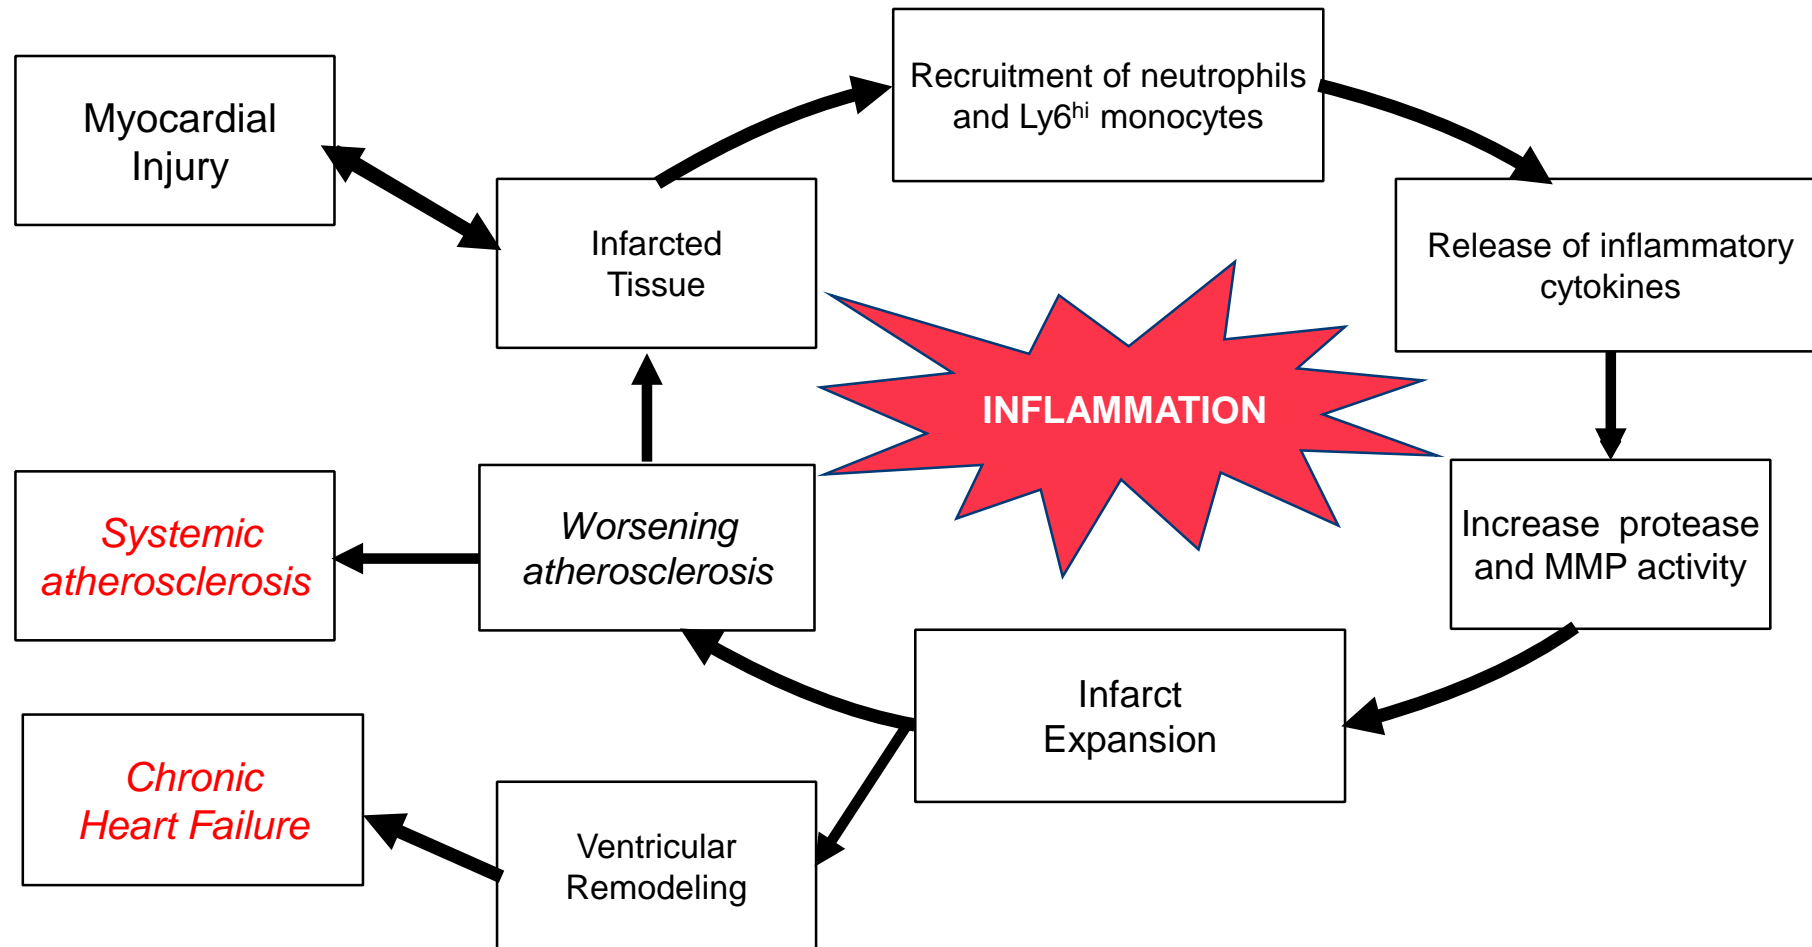 Myocardial
Injury
Infarcted
Tissue
Recruitment of neutrophils
and Ly6hi monocytes
Release of inflammatory
cytokines
INFLAMMATION
Increase  protease
and MMP activity
Infarct
Expansion
Worsening
atherosclerosis
Systemic
atherosclerosis
Ventricular
Remodeling
Chronic
Heart Failure